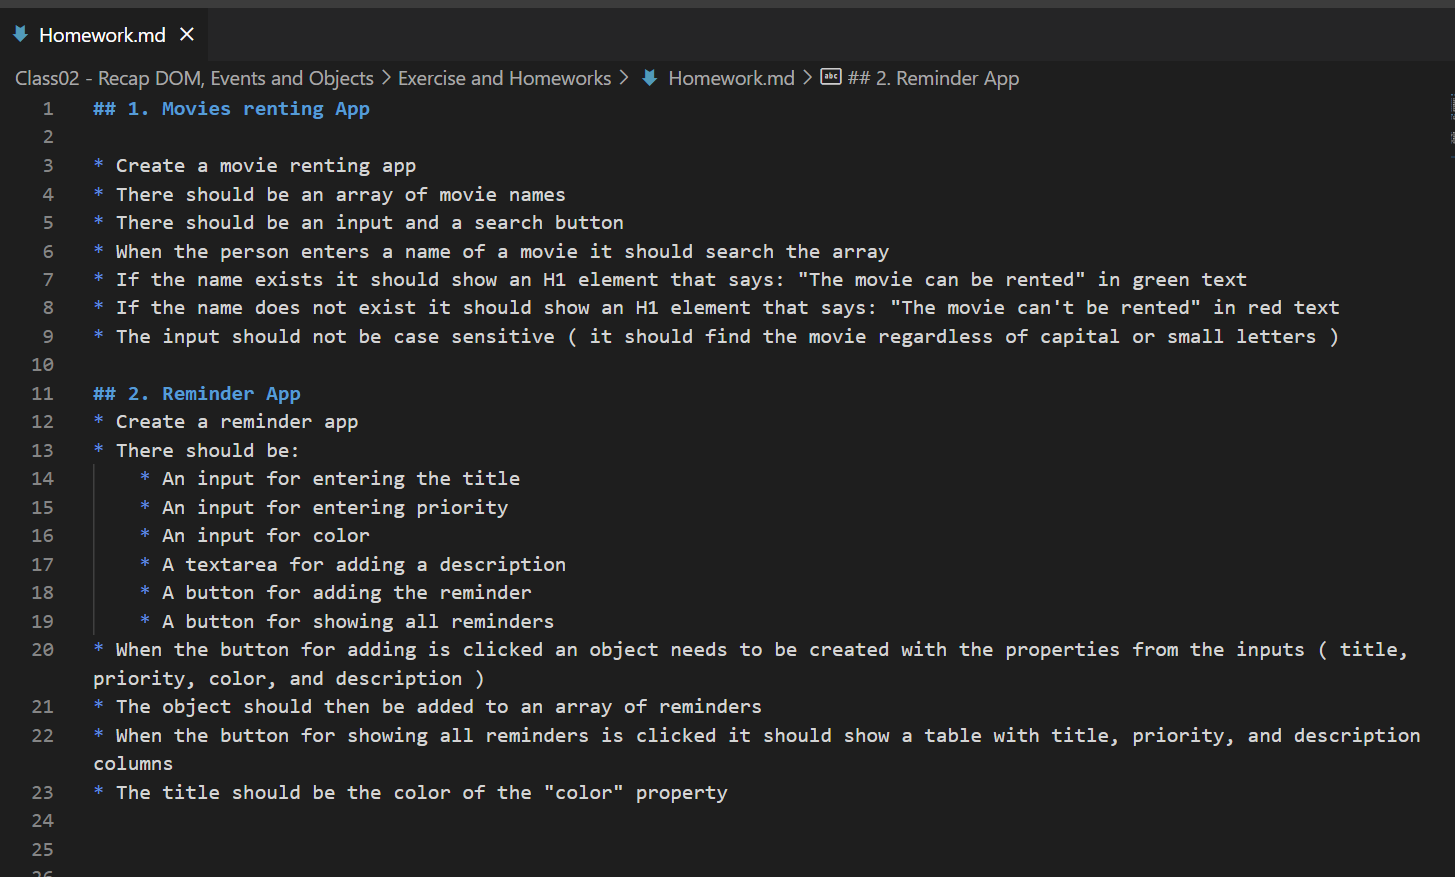 Homework.md
Class02 - Recap DOM, Events and Objects > Exercise and Homeworks > Homework.md > abc ## 2. Reminder App
1 ## 1. Movies renting App
2
3 * Create a movie renting app
4 * There should be an array of movie names
5 * There should be an input and a search button
6 * When the person enters a name of a movie it should search the array
7 * If the name exists it should show an H1 element that says: "The movie can be rented" in green text
8 * If the name does not exist it should show an H1 element that says: "The movie can't be rented" in red text
9 * The input should not be case sensitive ( it should find the movie regardless of capital or small letters )
10
11 ## 2. Reminder App
12 * Create a reminder app
13 * There should be:
14 * An input for entering the title
15 * An input for entering priority
16 * An input for color
17 * A textarea for adding a description
18 * A button for adding the reminder
19 * A button for showing all reminders
20 * When the button for adding is clicked an object needs to be created with the properties from the inputs ( title,
priority, color, and description )
21 * The object should then be added to an array of reminders
22 * When the button for showing all reminders is clicked it should show a table with title, priority, and description
columns
23 * The title should be the color of the "color" property
24
25
26